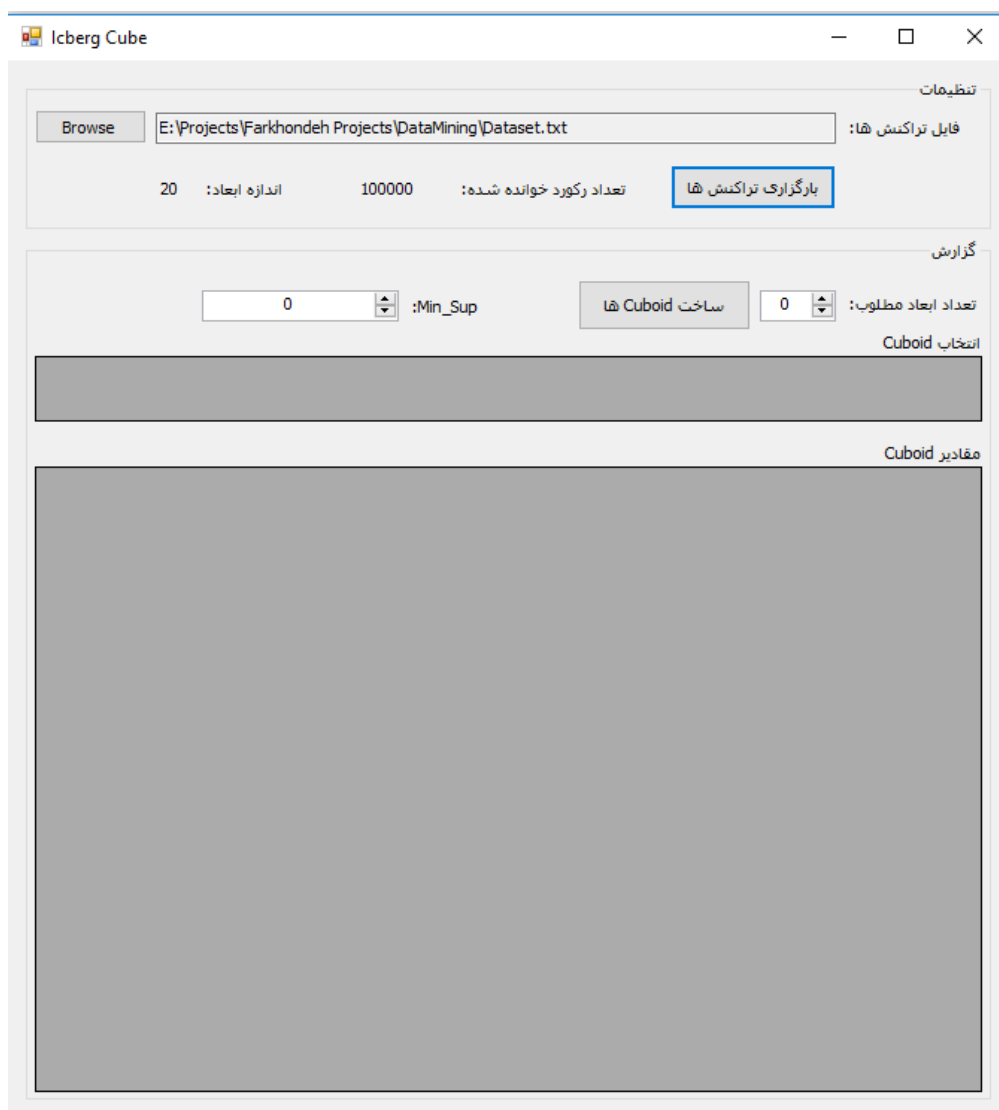 Icberg Cube
تنظیمات
فایل تراکنش ها: E:\Projects\Farkhondeh Projects\DataMining\Dataset.txt Browse
بارگزاری تراکنش ها تعداد رکورد خوانده شده: 100000 اندازه ابعاد: 20
گزارش
تعداد ابعاد مطلوب: 0 ساخت Cuboid ها Min_Sup: 0
انتخاب Cuboid
مقادیر Cuboid